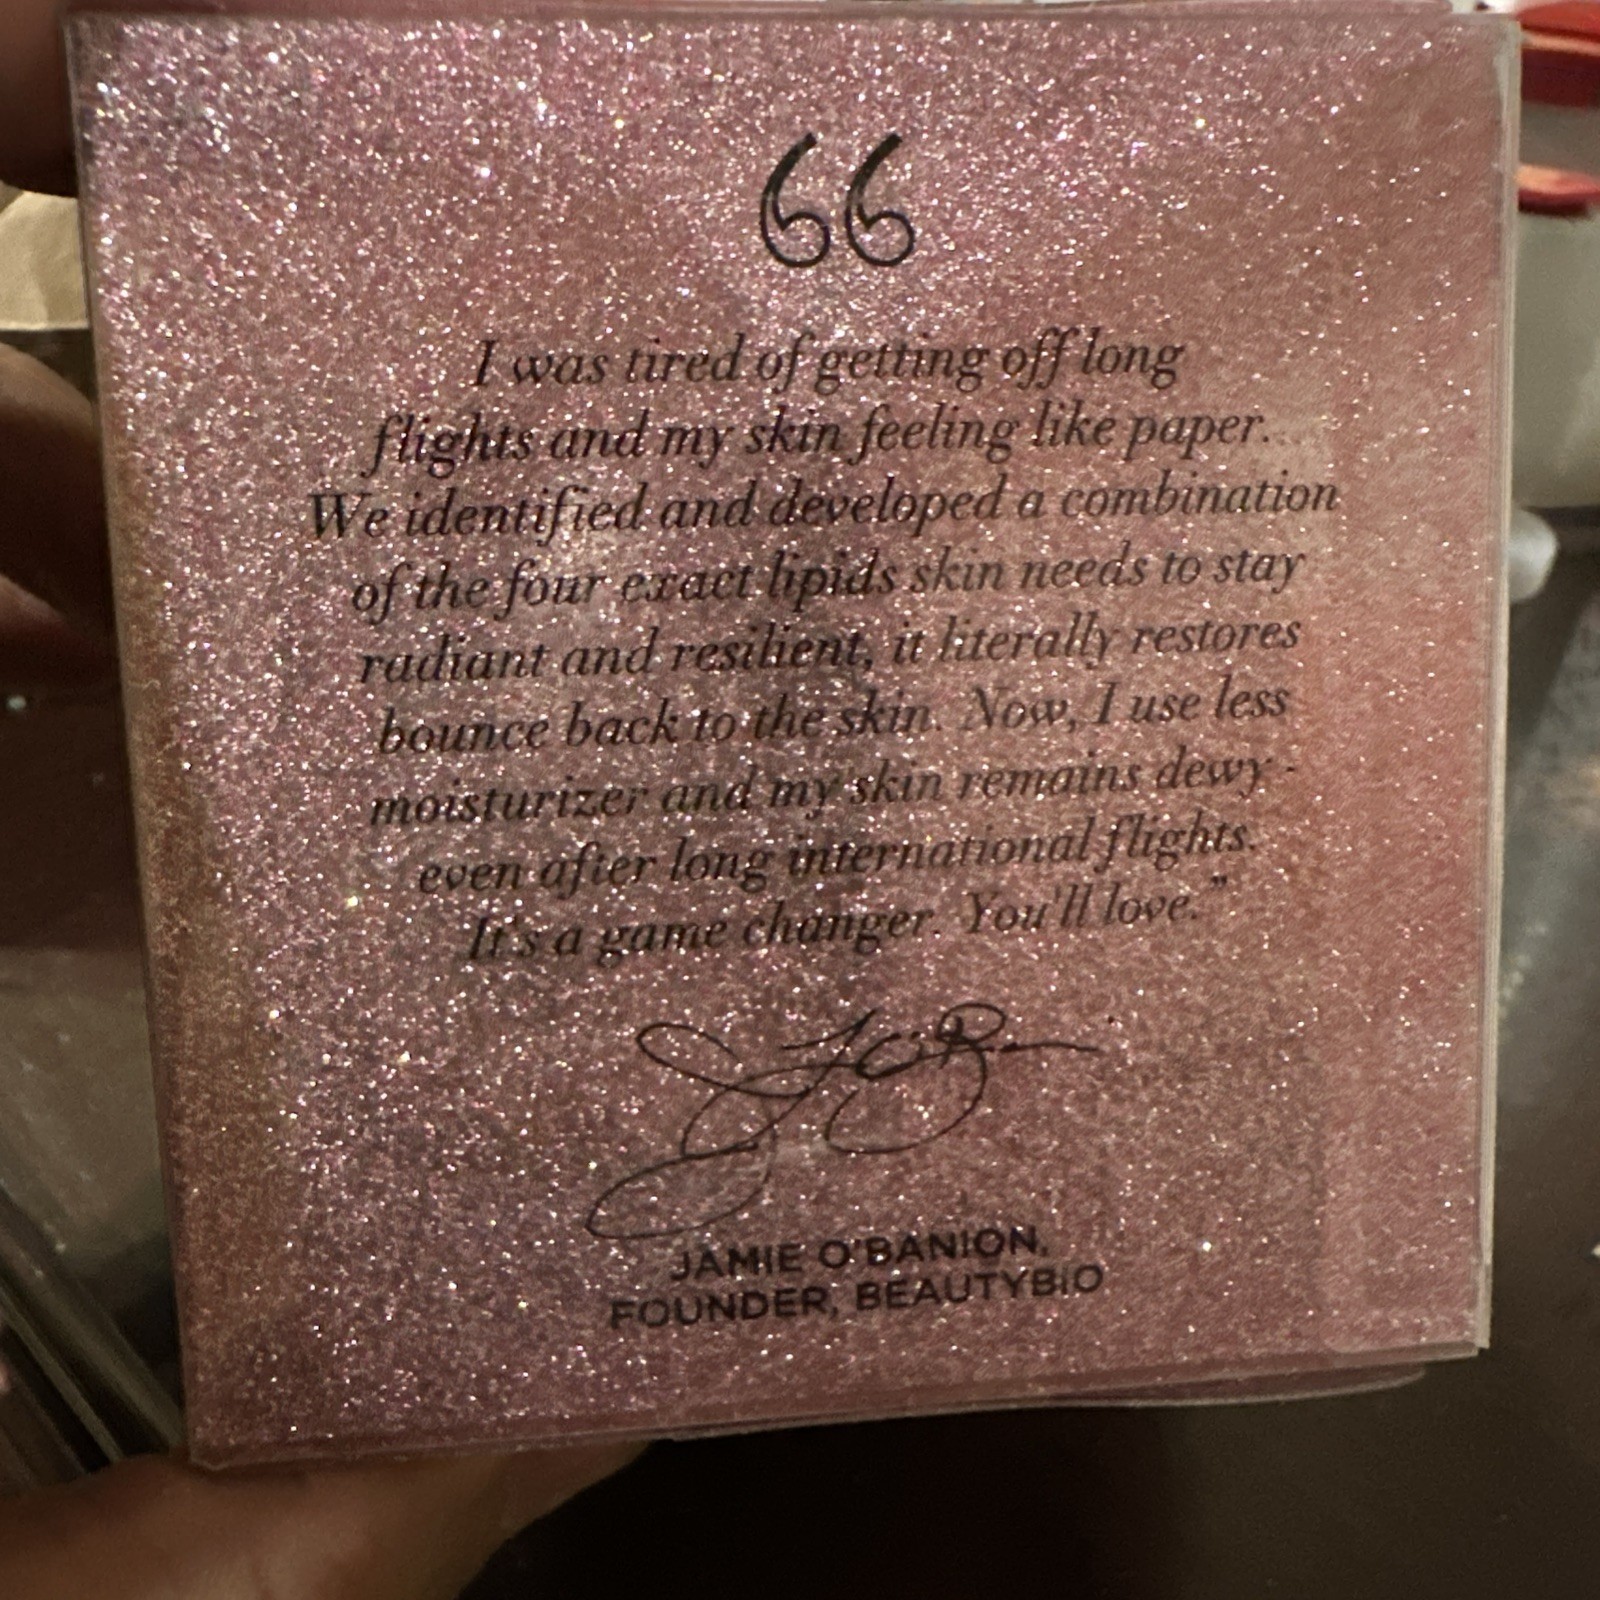 “
I was tired of getting off long
flights and my skin feeling like paper.
We identified and developed a combination
of the four exact lipids skin needs to stay
radiant and resilient, it literally restores
bounce back to the skin. Now, I use less
moisturizer and my skin remains dewy -
even after long international flights.
It's a game changer. You'll love.”
JAMIE O'BANION,
FOUNDER, BEAUTYBIO